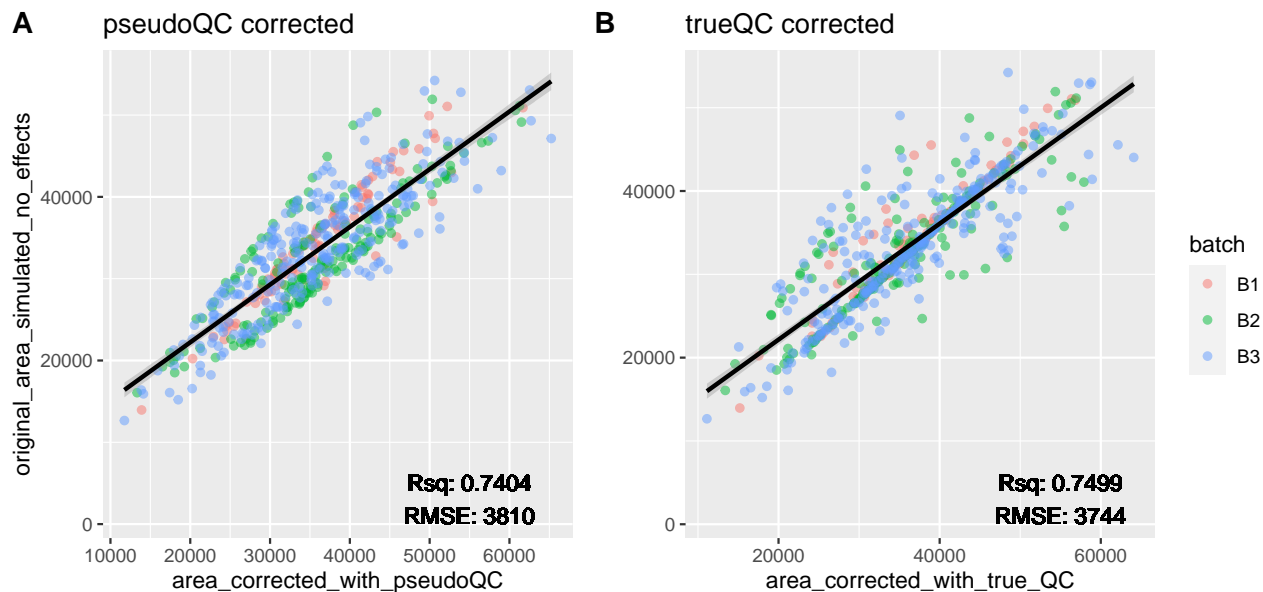 A
pseudoQC corrected
original_area_simulated_no_effects
40000
20000
0
Rsq: 0.7404
RMSE: 3810
10000 20000 30000 40000 50000 60000
area_corrected_with_pseudoQC
B
trueQC corrected
40000
20000
0
Rsq: 0.7499
RMSE: 3744
20000 40000 60000
area_corrected_with_true_QC
batch
B1
B2
B3